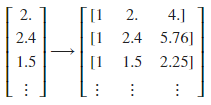 [ 2. ] → [ [1 2. 4.]
[ 2.4 ] [1 2.4 5.76]
[ 1.5 ] [1 1.5 2.25]
⋮ ⋮ ⋮ ⋮ ]